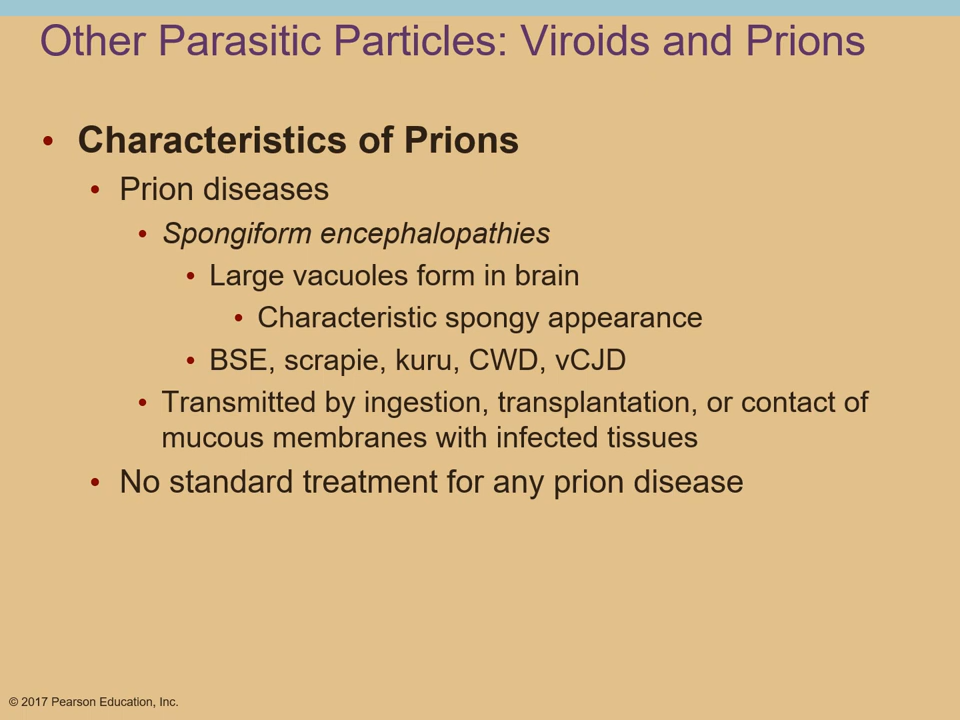 Other Parasitic Particles: Viroids and Prions
• Characteristics of Prions
• Prion diseases
• Spongiform encephalopathies
• Large vacuoles form in brain
• Characteristic spongy appearance
• BSE, scrapie, kuru, CWD, vCJD
• Transmitted by ingestion, transplantation, or contact of
mucous membranes with infected tissues
• No standard treatment for any prion disease
© 2017 Pearson Education, Inc.